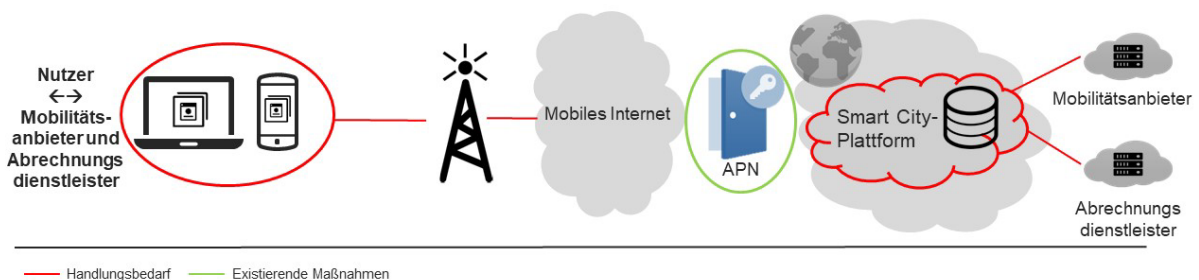 Nutzer
←→
Mobilitäts-
anbieter und
Abrechnungs
dienstleister
Mobiles Internet
APN
Smart City-
Plattform
Mobilitätsanbieter
Abrechnungs
dienstleister
Handlungsbedarf
Existierende Maßnahmen